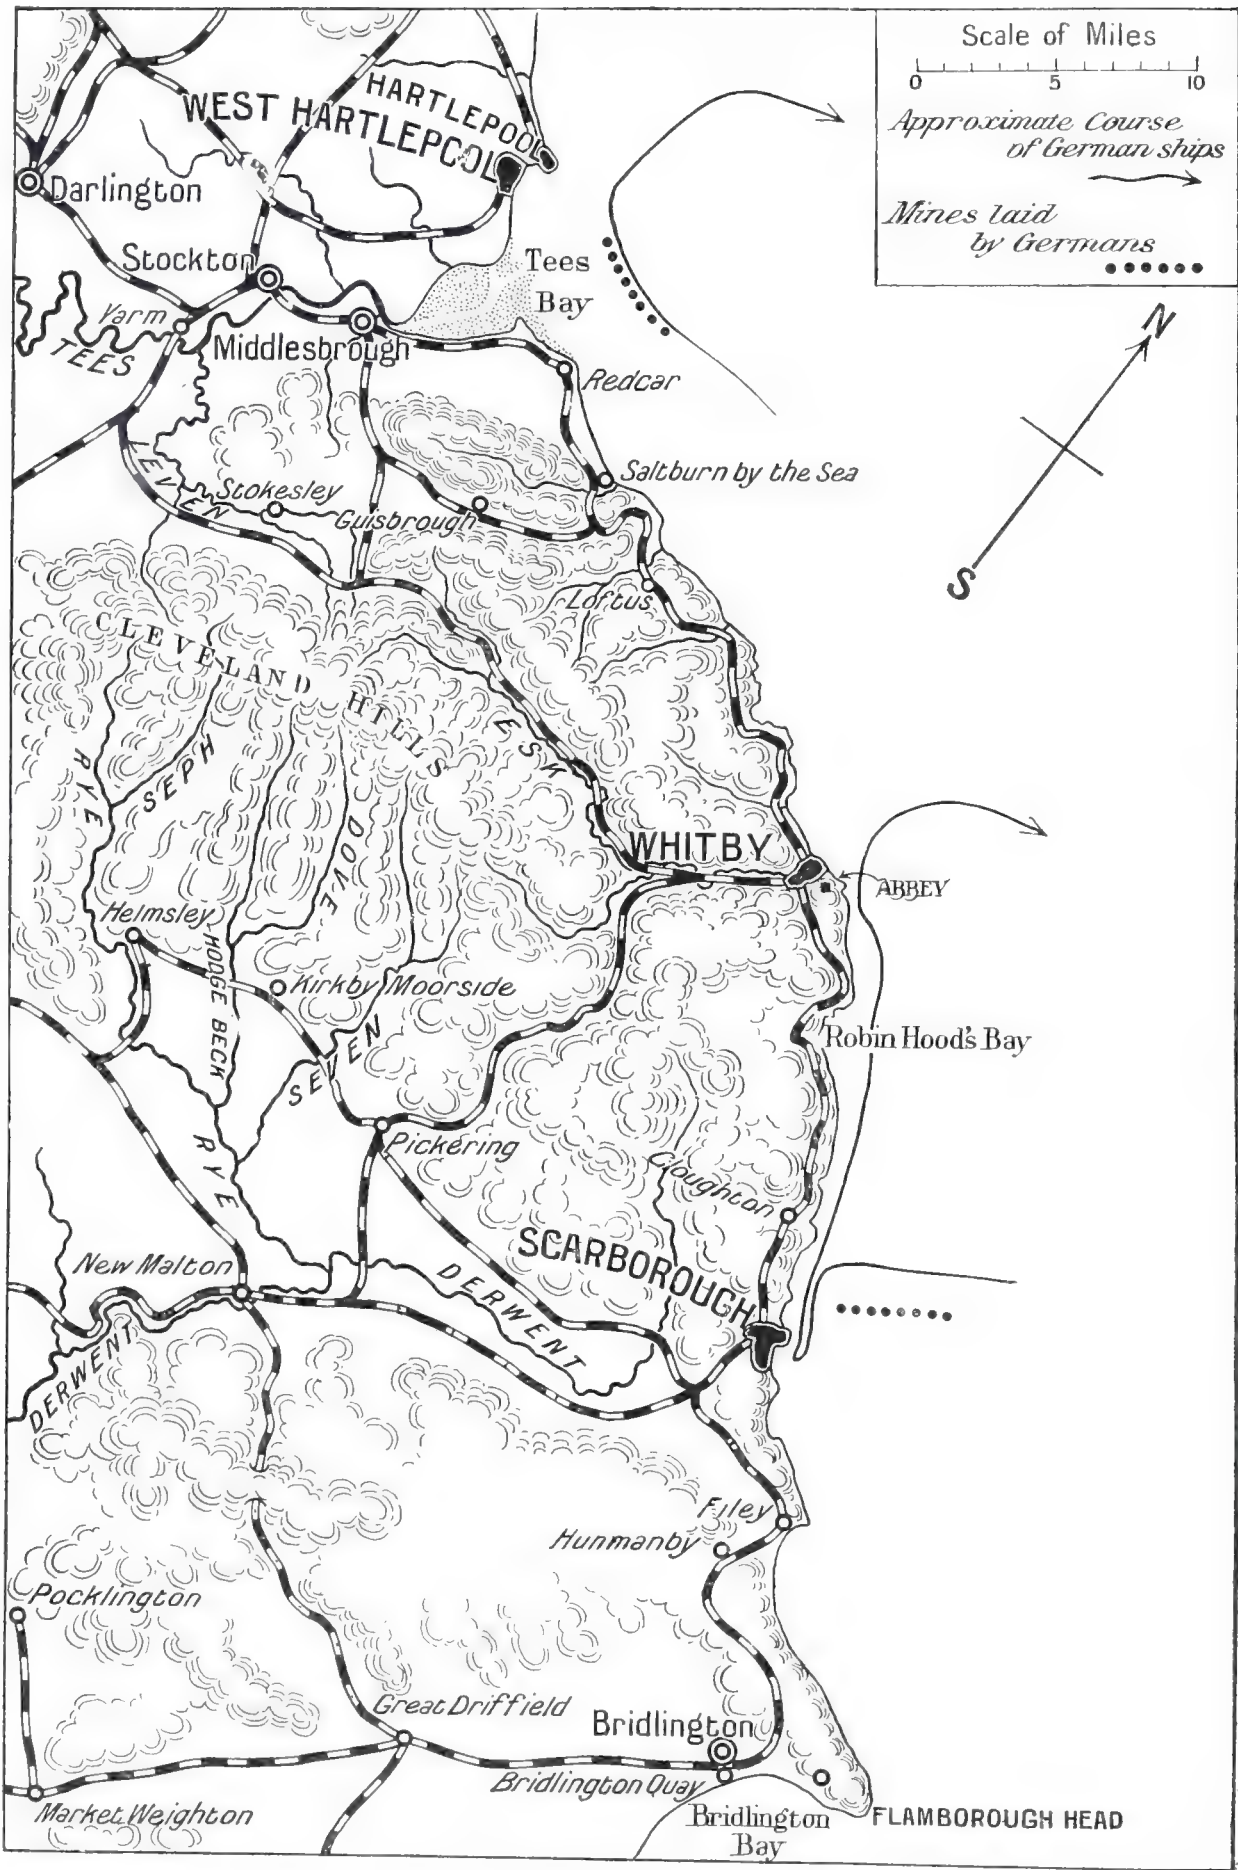 Scale of Miles
0 5 10
Approximate Course
of German ships
Mines laid
by Germans
N
S
HARTLEPOOL
WEST HARTLEPOOL
Darlington
Stockton
Tees
Bay
Yarm
TEES
Middlesbrough
Redcar
Saltburn by the Sea
LEVEN
Stokesley
Guisbrough
Loftus
CLEVELAND HILLS
ESK
RYE
SEPH
DOVE
WHITBY
ABBEY
Helmsley
HODGE BECK
Kirkby Moorside
SEVEN
Robin Hood's Bay
Pickering
RYE
Cloughton
New Malton
SCARBOROUGH
DERWENT
DERWENT
Filey
Hunmanby
Pocklington
Great Driffield
Bridlington
Bridlington Quay
Market Weighton
Bridlington
Bay
FLAMBOROUGH HEAD